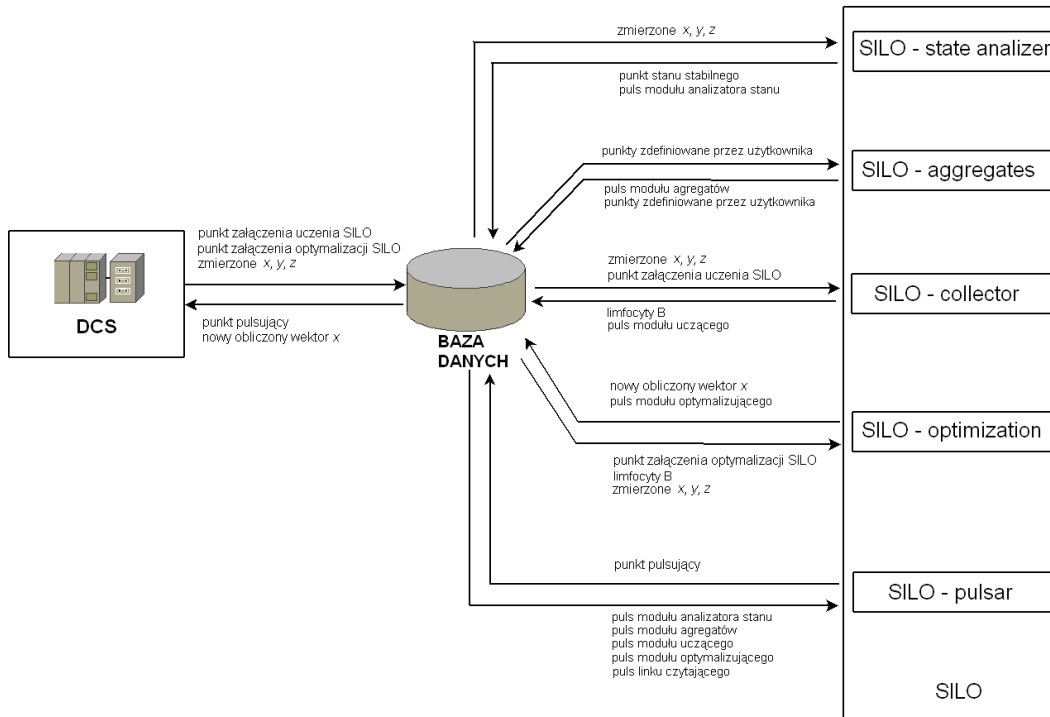 zmierzone x, y, z
SILO - state analizer
punkt stanu stabilnego
puls modułu analizatora stanu
punkty zdefiniowane przez użytkownika
SILO - aggregates
puls modułu agregatów
punkty zdefiniowane przez użytkownika
punkt załączenia uczenia SILO
punkt załączenia optymalizacji SILO
zmierzone x, y, z
DCS
punkt pulsujący
nowy obliczony wektor x
BAZA
DANYCH
zmierzone x, y, z
punkt załączenia uczenia SILO
SILO - collector
limfocyty B
puls modułu uczącego
nowy obliczony wektor x
puls modułu optymalizującego
SILO - optimization
punkt załączenia optymalizacji SILO
limfocyty B
zmierzone x, y, z
punkt pulsujący
SILO - pulsar
puls modułu analizatora stanu
puls modułu agregatów
puls modułu uczącego
puls modułu optymalizującego
puls linku czytającego
SILO